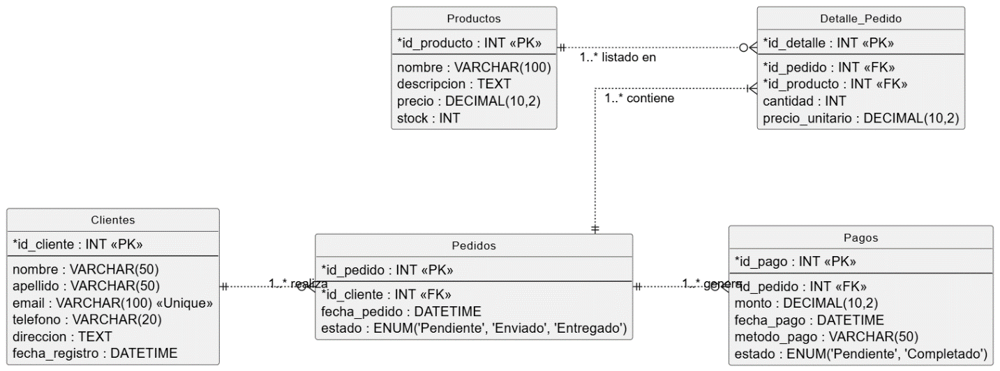 Productos
*id_producto : INT «PK»
nombre : VARCHAR(100)
descripcion : TEXT
precio : DECIMAL(10,2)
stock : INT
1..* listado en
Detalle_Pedido
*id_detalle : INT «PK»
*id_pedido : INT «FK»
*id_producto : INT «FK»
cantidad : INT
precio_unitario : DECIMAL(10,2)
1..* contiene
Clientes
*id_cliente : INT «PK»
nombre : VARCHAR(50)
apellido : VARCHAR(50)
email : VARCHAR(100) «Unique»
telefono : VARCHAR(20)
direccion : TEXT
fecha_registro : DATETIME
1..* realiza
Pedidos
*id_pedido : INT «PK»
*id_cliente : INT «FK»
fecha_pedido : DATETIME
estado : ENUM('Pendiente', 'Enviado', 'Entregado')
1..* genera
Pagos
*id_pago : INT «PK»
*id_pedido : INT «FK»
monto : DECIMAL(10,2)
fecha_pago : DATETIME
metodo_pago : VARCHAR(50)
estado : ENUM('Pendiente', 'Completado')